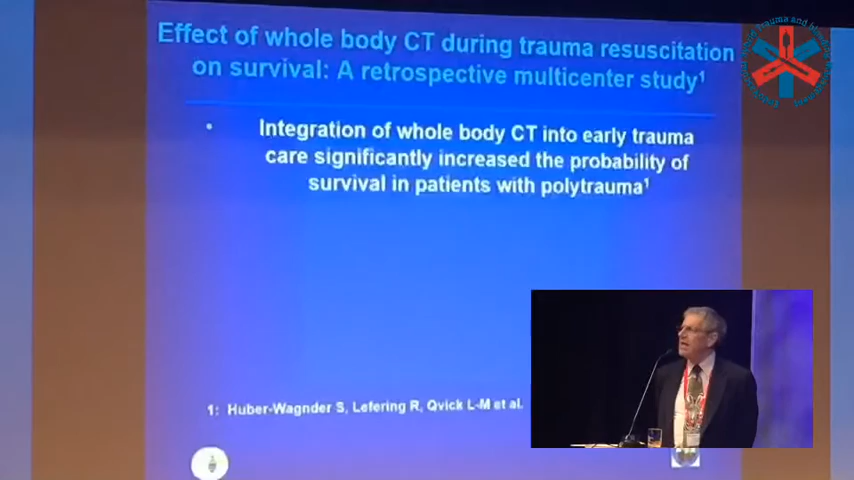 Effect of whole body CT during trauma resuscitation
on survival: A retrospective multicenter study¹
• Integration of whole body CT into early trauma
care significantly increased the probability of
survival in patients with polytrauma¹
1: Huber-Wagnder S, Lefering R, Qvick L-M et al.